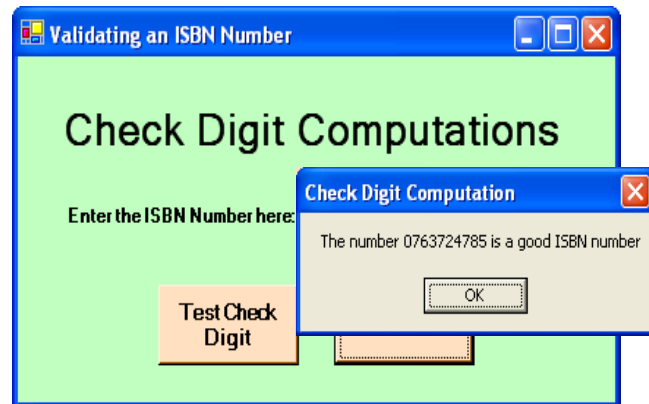 Validating an ISBN Number
Check Digit Computations
Enter the ISBN Number here:
Check Digit Computation
The number 0763724785 is a good ISBN number
OK
Test Check
Digit